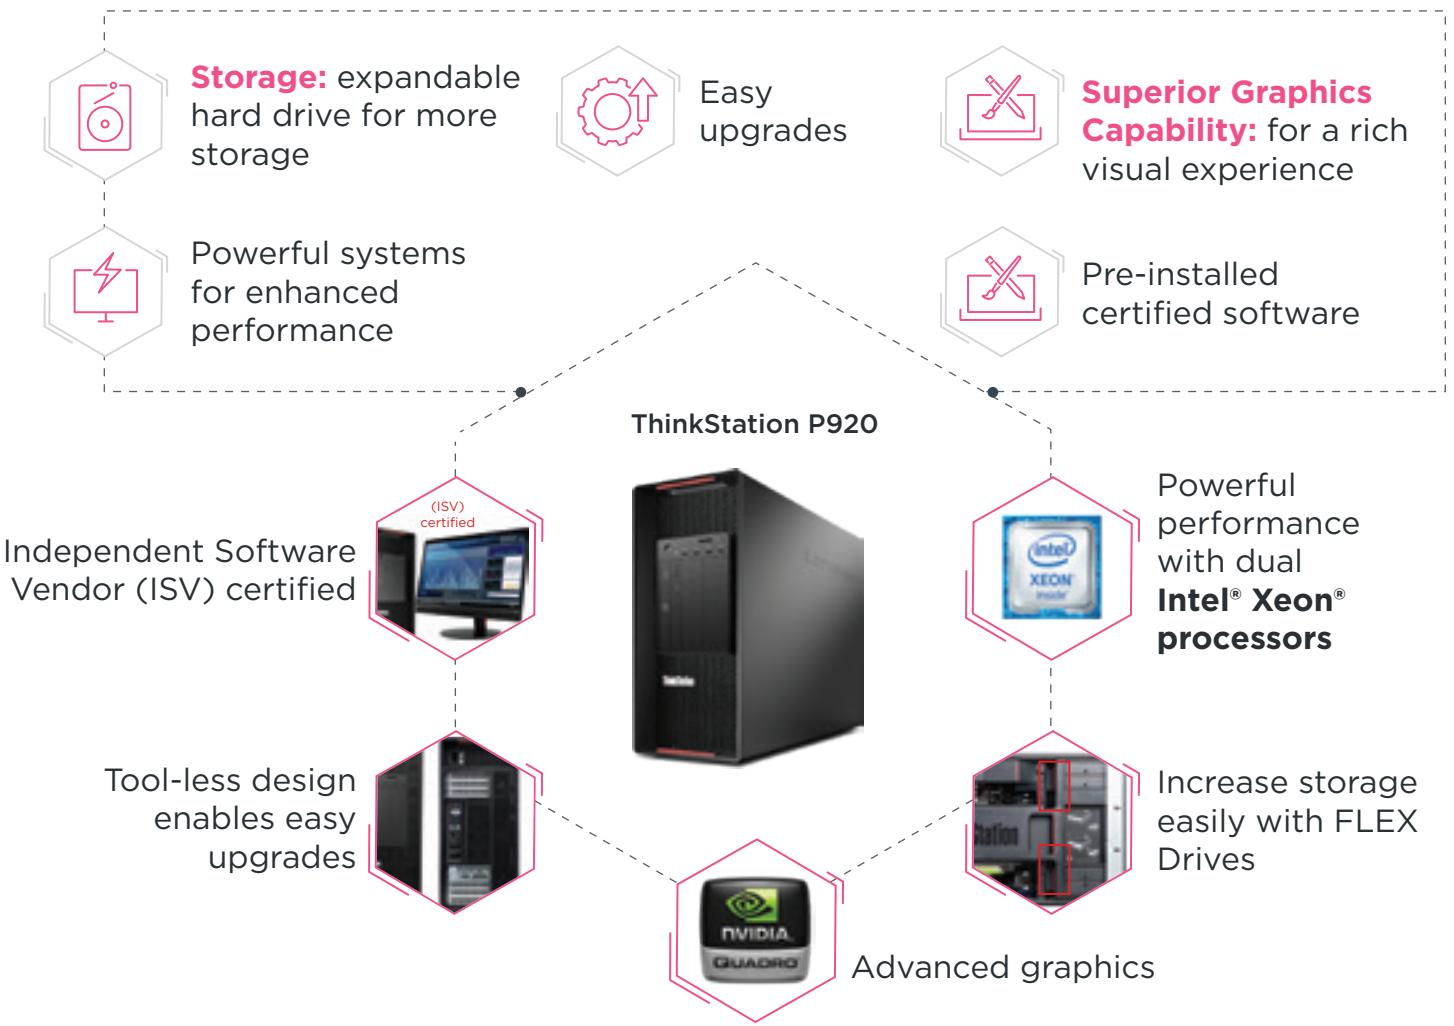 Storage: expandable
hard drive for more
storage
Easy
upgrades
Superior Graphics
Capability: for a rich
visual experience
Powerful systems
for enhanced
performance
Pre-installed
certified software
ThinkStation P920
(ISV)
certified
Independent Software
Vendor (ISV) certified
intel
XEON
inside
Powerful
performance
with dual
Intel® Xeon®
processors
Tool-less design
enables easy
upgrades
Station
Increase storage
easily with FLEX
Drives
NVIDIA.
QUADRO
Advanced graphics